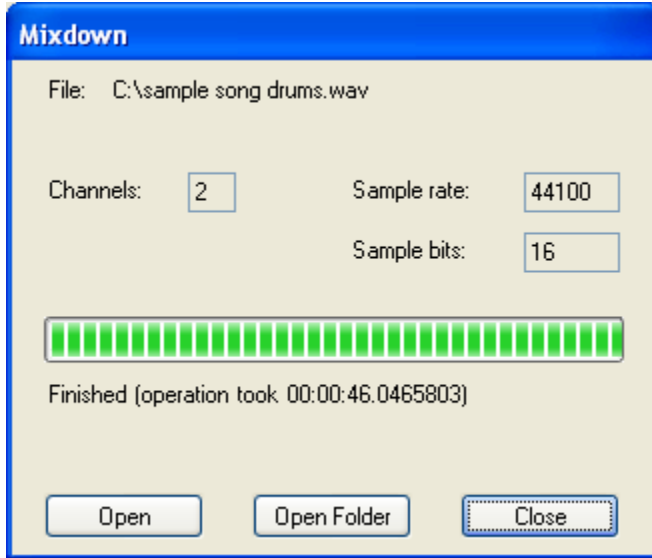 Mixdown
File: C:\sample song drums.wav
Channels: 2 Sample rate: 44100
Sample bits: 16
Finished (operation took 00:00:46.0465803)
Open Open Folder Close